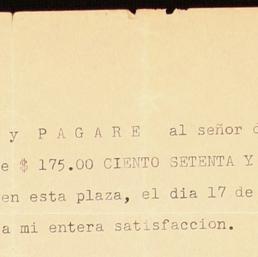 y P A G A R E al señor
e $ 175.00 CIENTO SETENTA Y
en esta plaza, el dia 17 de
a mi entera satisfaccion.